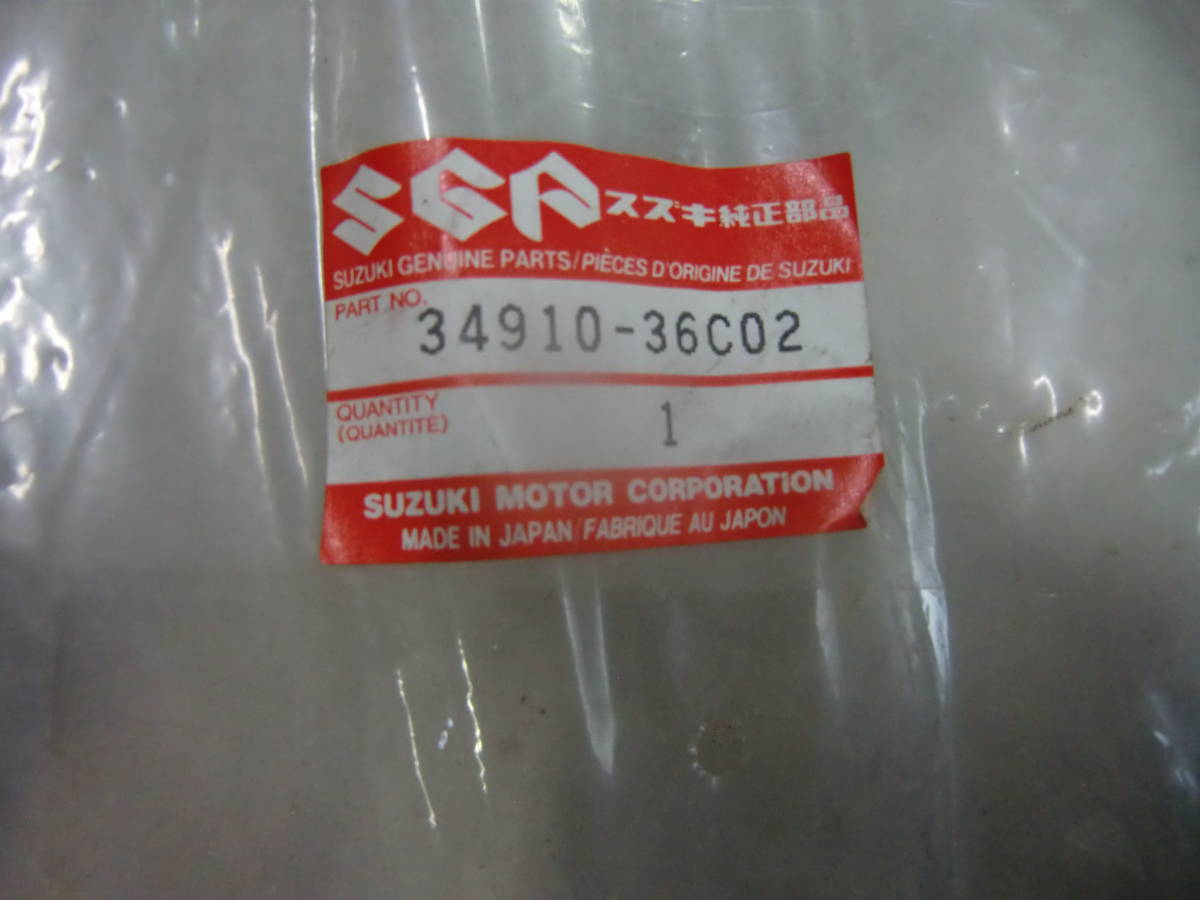 SGP スズキ純正部品
SUZUKI GENUINE PARTS/PIÈCES D'ORIGINE DE SUZUKI
PART NO.
34910-36C02
QUANTITY
(QUANTITÉ)
1
SUZUKI MOTOR CORPORATION
MADE IN JAPAN/FABRIQUE AU JAPON